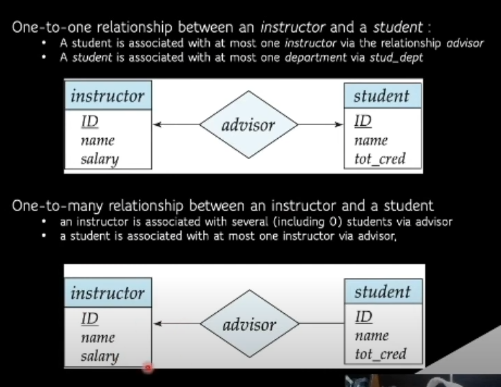 One-to-one relationship between an instructor and a student :
• A student is associated with at most one instructor via the relationship advisor
• A student is associated with at most one department via stud_dept
instructor
ID
name
salary
advisor
student
ID
name
tot_cred
One-to-many relationship between an instructor and a student
• an instructor is associated with several (including 0) students via advisor
• a student is associated with at most one instructor via advisor,
instructor
ID
name
salary
advisor
student
ID
name
tot_cred